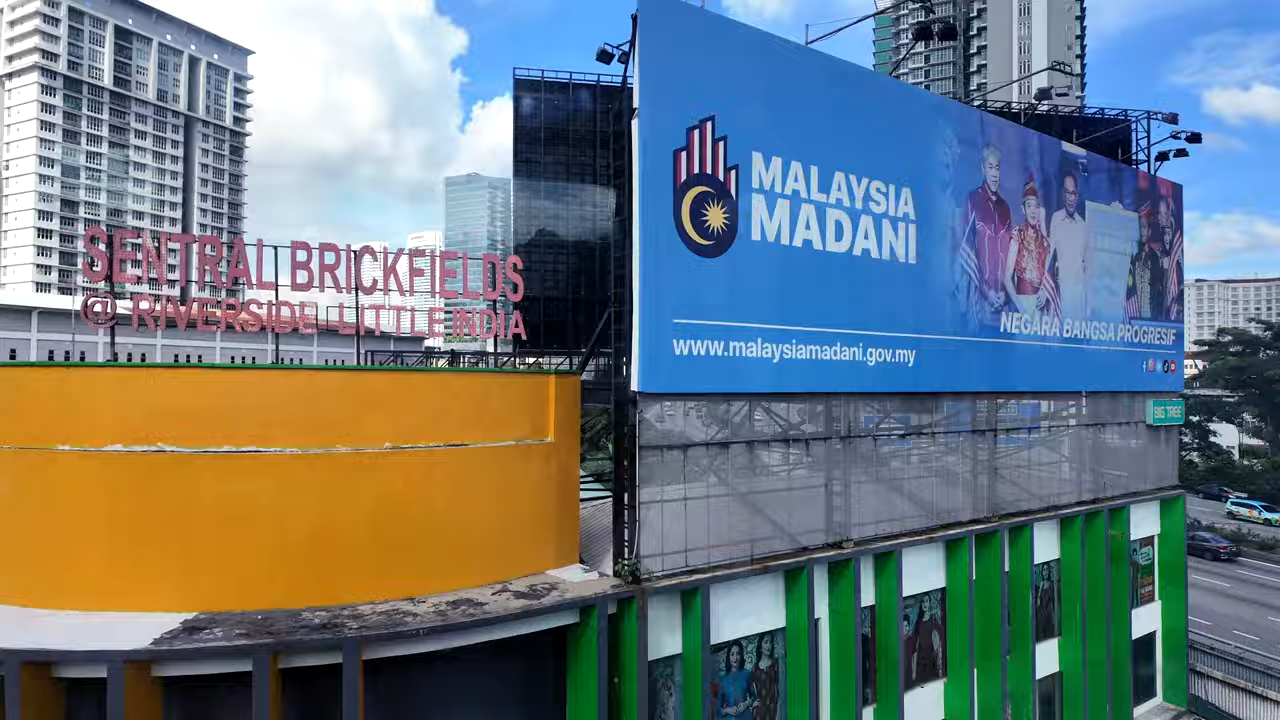 SENTRAL BRICKFIELDS
@ RIVERSIDE LITTLE INDIA
MALAYSIA
MADANI
NEGARA BANGSA PROGRESIF
www.malaysiamadani.gov.my
BIG TREE